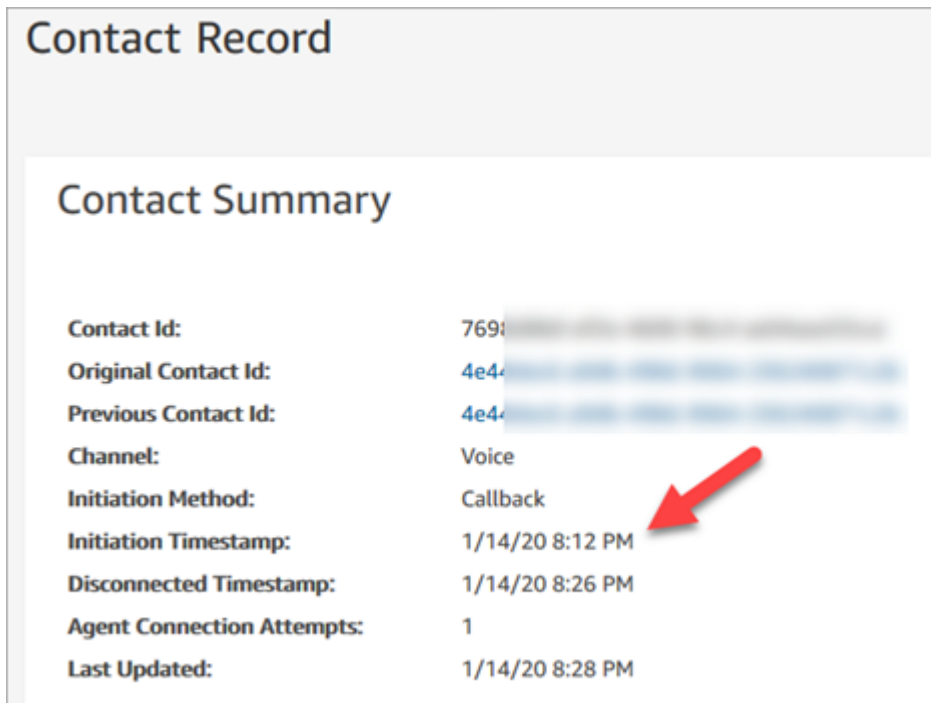 Contact Record
Contact Summary
Contact Id: 769
Original Contact Id: 4e44
Previous Contact Id: 4e44
Channel: Voice
Initiation Method: Callback
Initiation Timestamp: 1/14/20 8:12 PM
Disconnected Timestamp: 1/14/20 8:26 PM
Agent Connection Attempts: 1
Last Updated: 1/14/20 8:28 PM